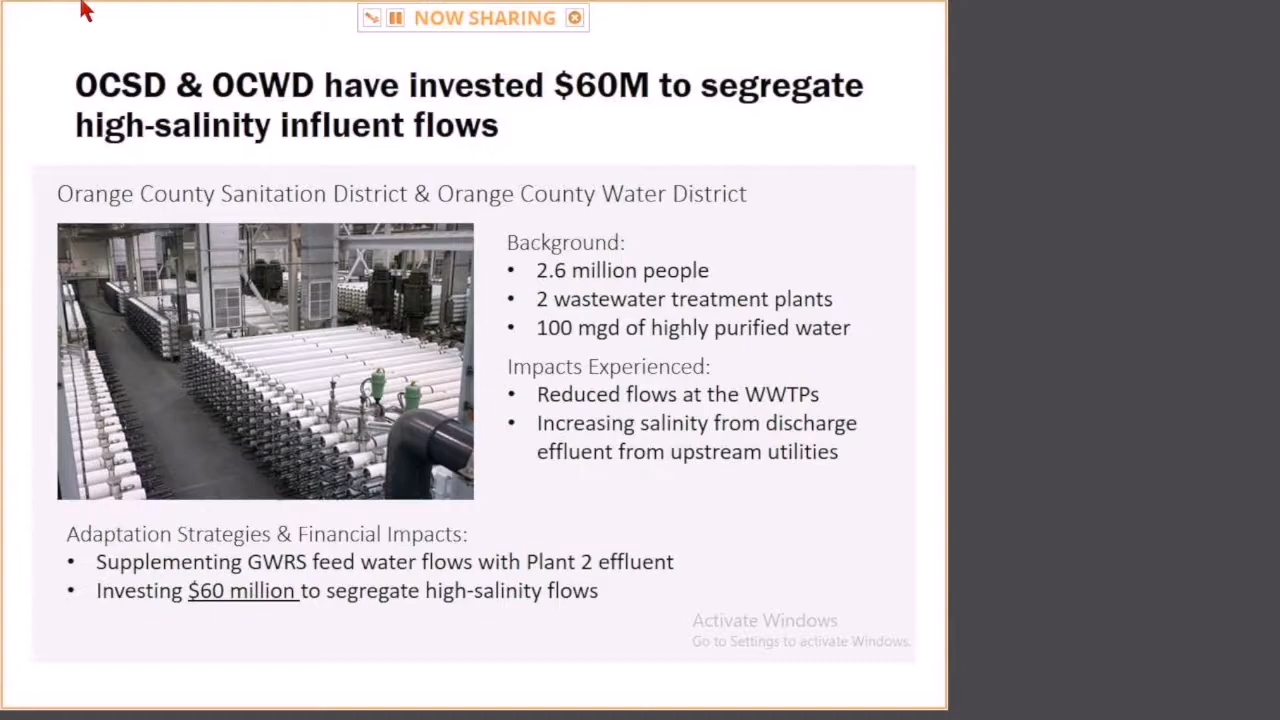 NOW SHARING
OCSD & OCWD have invested $60M to segregate
high-salinity influent flows
Orange County Sanitation District & Orange County Water District
Background:
• 2.6 million people
• 2 wastewater treatment plants
• 100 mgd of highly purified water
Impacts Experienced:
• Reduced flows at the WWTPs
• Increasing salinity from discharge
effluent from upstream utilities
Adaptation Strategies & Financial Impacts:
• Supplementing GWRS feed water flows with Plant 2 effluent
• Investing $60 million to segregate high-salinity flows
Activate Windows
Go to Settings to activate Windows.